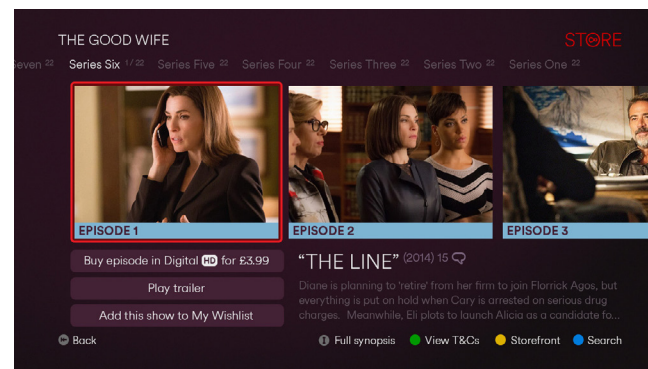 THE GOOD WIFE
STORE
Seven 22 Series Six 1/22 Series Five 22 Series Four 22 Series Three 22 Series Two 22 Series One 22
EPISODE 1
EPISODE 2
EPISODE 3
Buy episode in Digital HD for £3.99
Play trailer
Add this show to My Wishlist
“THE LINE” (2014) 15
Diane is planning to ‘retire’ from her firm to join Florrick Agos, but
everything is put on hold when Cary is arrested on serious drug
charges. Meanwhile, Eli plots to launch Alicia as a candidate fo...
Back
i Full synopsis View T&Cs Storefront Search